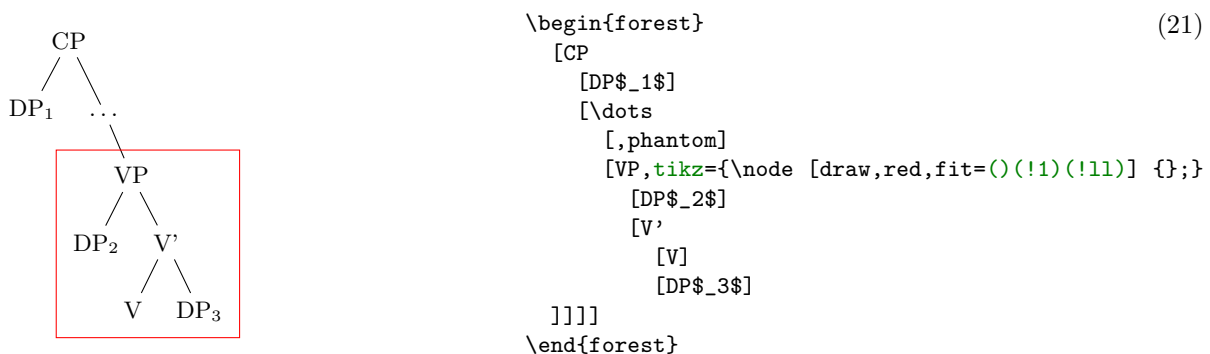 CP
DP₁ ...
VP
DP₂ V'
V DP₃
\begin{forest} (21)
[CP
[DP$_1$]
[\dots
[,phantom]
[VP,tikz={\node [draw,red,fit=()(!1)(!ll)] {};}
[DP$_2$]
[V'
[V]
[DP$_3$]
]]]]
\end{forest}